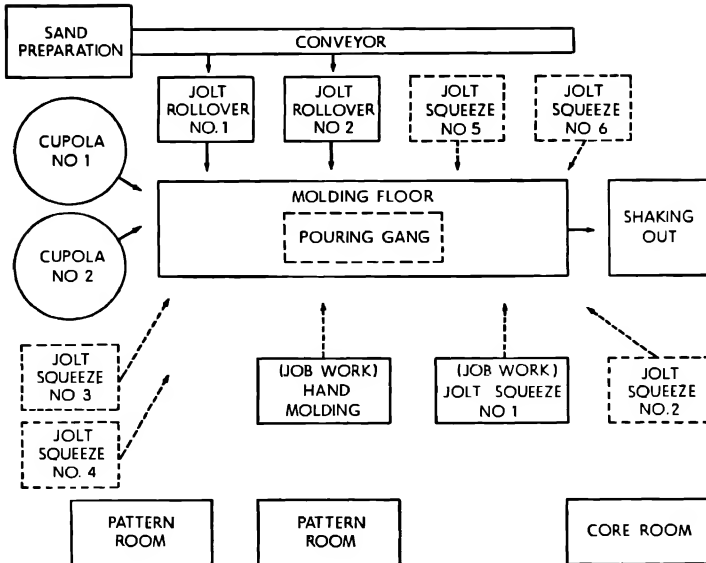 SAND
PREPARATION
CONVEYOR
JOLT
ROLLOVER
NO. 1
JOLT
ROLLOVER
NO 2
JOLT
SQUEEZE
NO 5
JOLT
SQUEEZE
NO 6
CUPOLA
NO 1
MOLDING FLOOR
POURING GANG
SHAKING
OUT
CUPOLA
NO 2
JOLT
SQUEEZE
NO 3
(JOB WORK)
HAND
MOLDING
(JOB WORK)
JOLT SQUEEZE
NO 1
JOLT
SQUEEZE
NO.2
JOLT
SQUEEZE
NO. 4
PATTERN
ROOM
PATTERN
ROOM
CORE ROOM